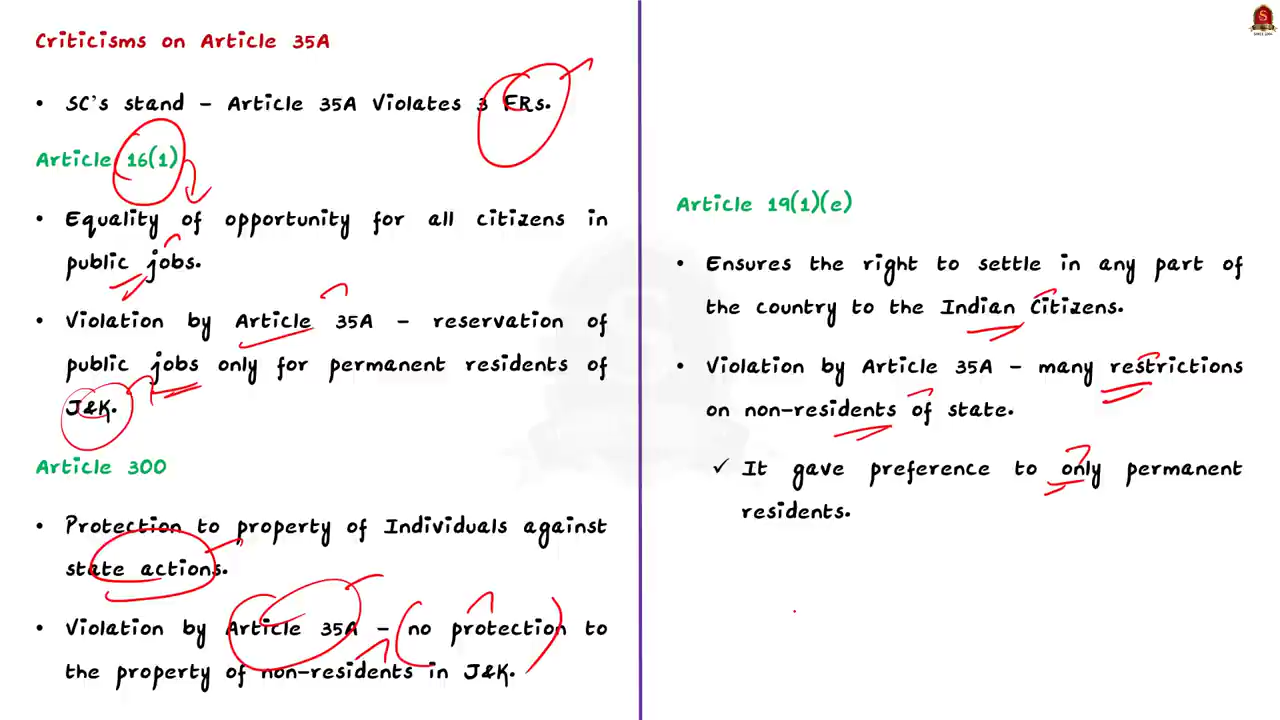 Criticisms on Article 35A
• SC's stand – Article 35A Violates 3 FRs.
Article 16(1)
• Equality of opportunity for all citizens in
public jobs.
• Violation by Article 35A – reservation of
public jobs only for permanent residents of
J&K.
Article 300
• Protection to property of Individuals against
state actions.
• Violation by Article 35A – no protection to
the property of non-residents in J&K.
Article 19(1)(e)
• Ensures the right to settle in any part of
the country to the Indian Citizens.
• Violation by Article 35A – many restrictions
on non-residents of state.
✓ It gave preference to only permanent
residents.